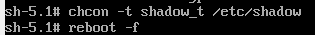 sh-5.1# chcon -t shadow_t /etc/shadow
sh-5.1# reboot -f